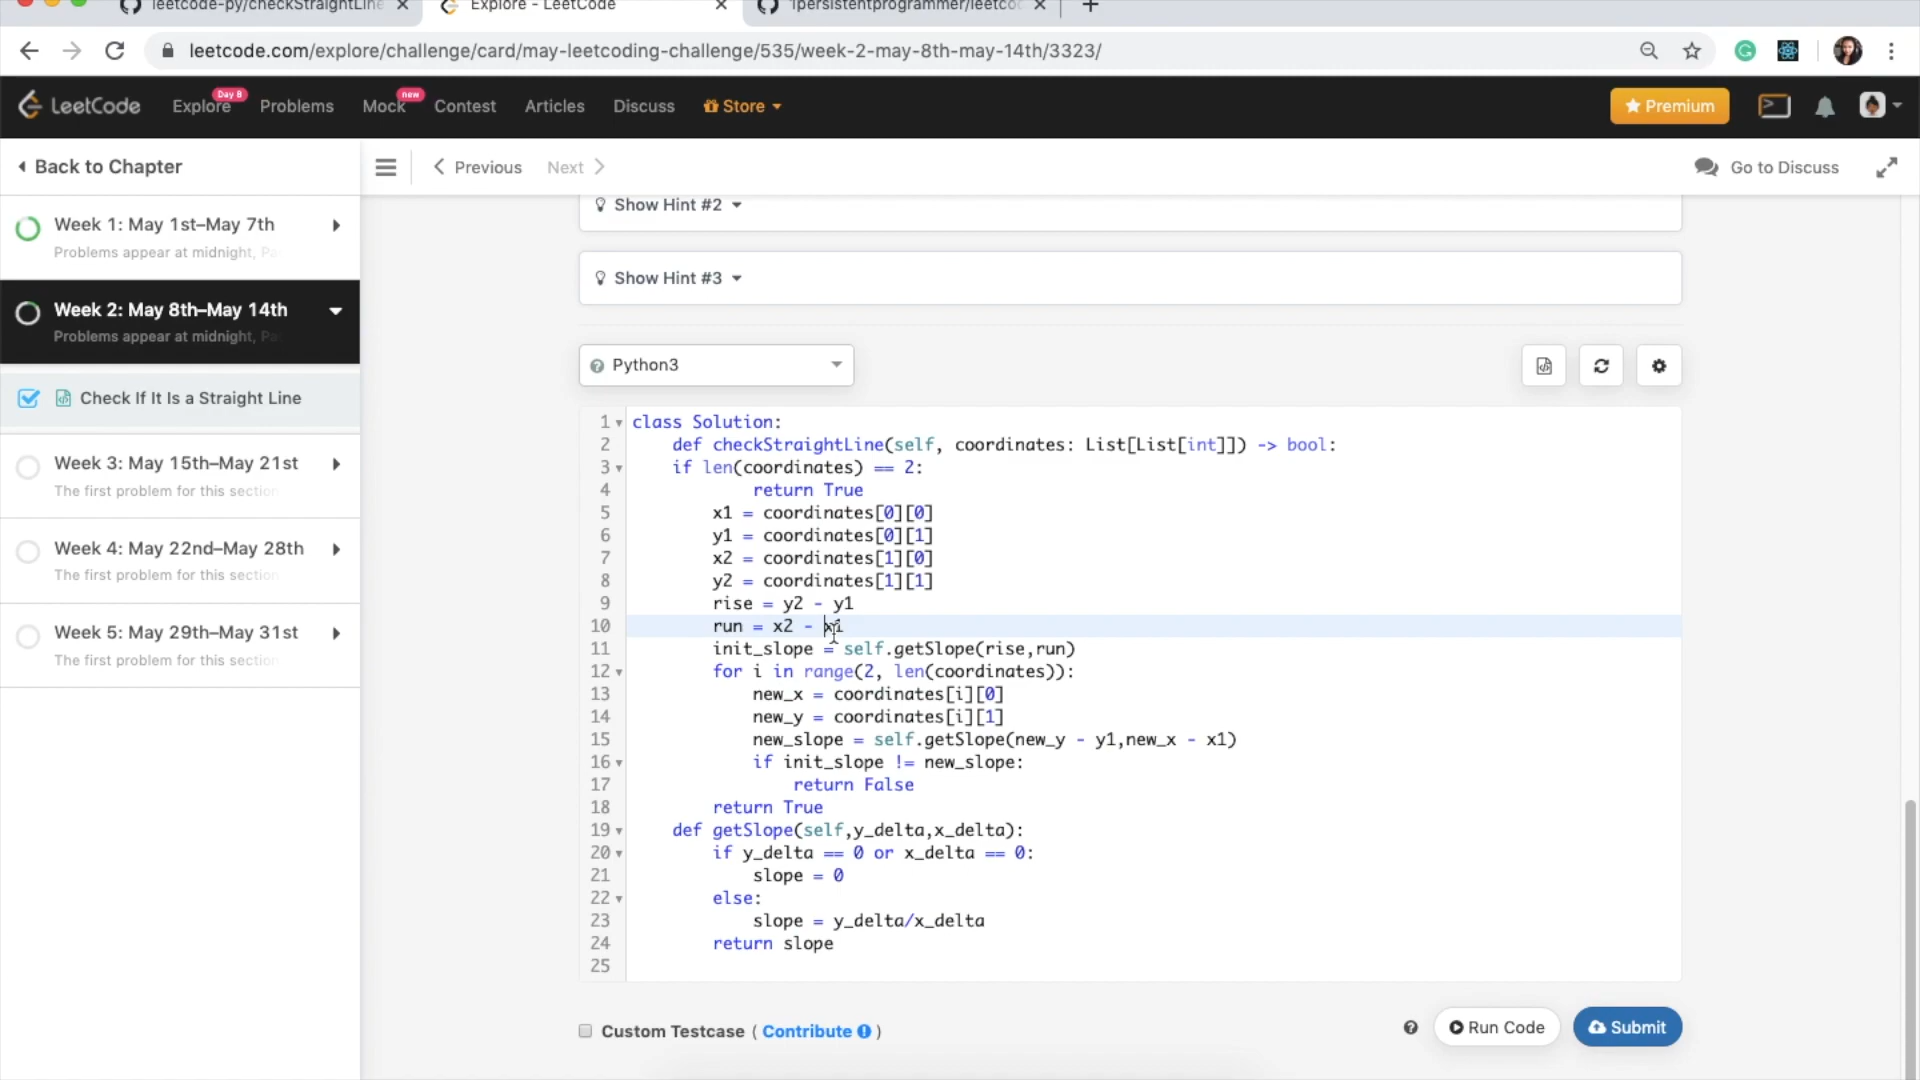 leetcode-py/checkStraightLine
Explore - LeetCode
1persistentprogrammer/leetco
leetcode.com/explore/challenge/card/may-leetcoding-challenge/535/week-2-may-8th-may-14th/3323/
LeetCode Explore Day 8 Problems Mock new Contest Articles Discuss Store Premium
Back to Chapter
Previous Next Go to Discuss
Week 1: May 1st–May 7th
Problems appear at midnight, Pa
Week 2: May 8th–May 14th
Problems appear at midnight, Pa
Check If It Is a Straight Line
Week 3: May 15th–May 21st
The first problem for this section
Week 4: May 22nd–May 28th
The first problem for this section
Week 5: May 29th–May 31st
The first problem for this section
Show Hint #2
Show Hint #3
Python3
1 class Solution:
2 def checkStraightLine(self, coordinates: List[List[int]]) -> bool:
3 if len(coordinates) == 2:
4 return True
5 x1 = coordinates[0][0]
6 y1 = coordinates[0][1]
7 x2 = coordinates[1][0]
8 y2 = coordinates[1][1]
9 rise = y2 - y1
10 run = x2 - x1
11 init_slope = self.getSlope(rise,run)
12 for i in range(2, len(coordinates)):
13 new_x = coordinates[i][0]
14 new_y = coordinates[i][1]
15 new_slope = self.getSlope(new_y - y1,new_x - x1)
16 if init_slope != new_slope:
17 return False
18 return True
19 def getSlope(self,y_delta,x_delta):
20 if y_delta == 0 or x_delta == 0:
21 slope = 0
22 else:
23 slope = y_delta/x_delta
24 return slope
25
Custom Testcase ( Contribute )
Run Code Submit